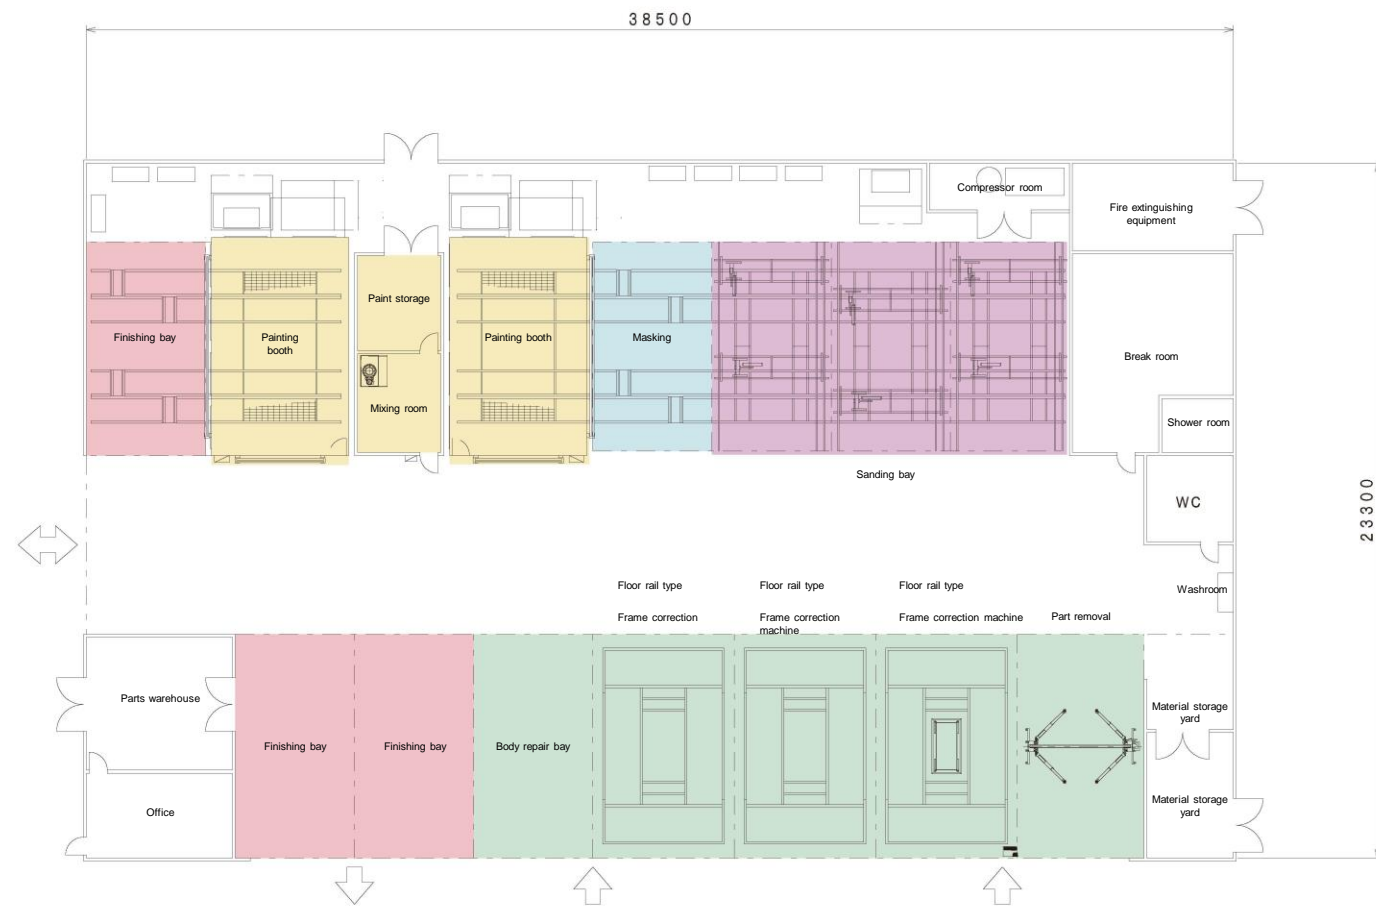 38500
Compressor room
Fire extinguishing
equipment
Paint storage
Finishing bay
Painting
booth
Painting booth
Masking
Break room
Mixing room
Shower room
Sanding bay
WC
23300
Floor rail type
Floor rail type
Floor rail type
Washroom
Frame correction
Frame correction
machine
Frame correction machine
Part removal
Parts warehouse
Material storage
yard
Finishing bay
Finishing bay
Body repair bay
Office
Material storage
yard